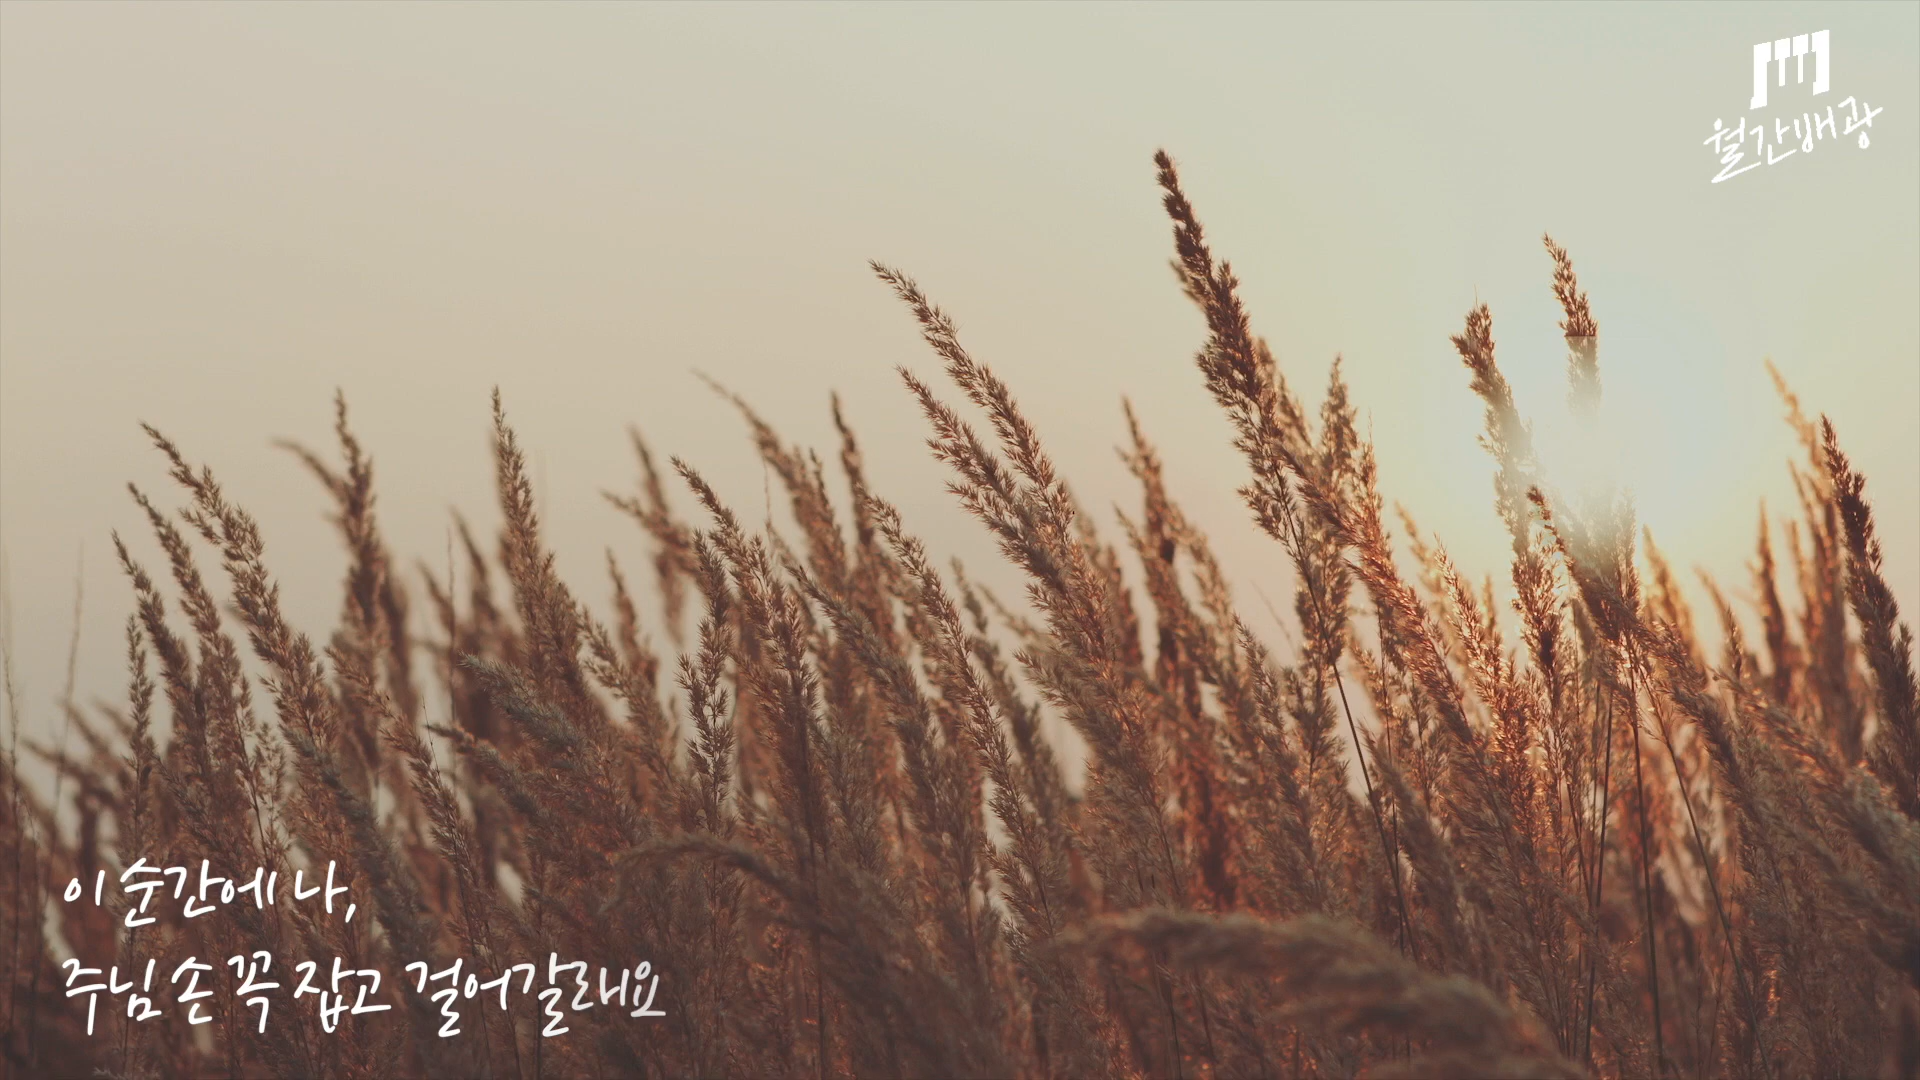 월간배광
이 순간에 나,
주님 손 꼭 잡고 걸어갈래요